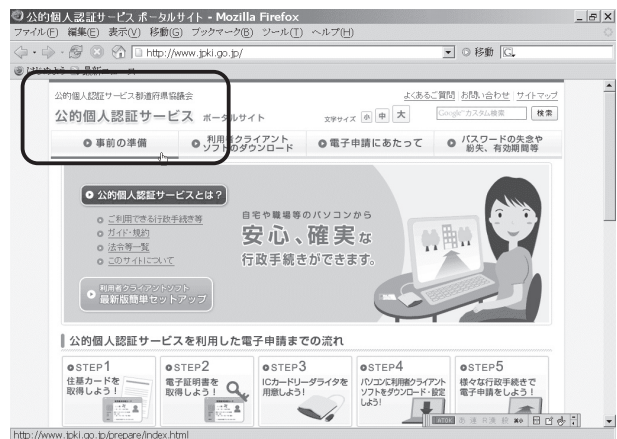 公的個人認証サービス ポータルサイト - Mozilla Firefox
ファイル(F) 編集(E) 表示(V) 移動(G) ブックマーク(B) ツール(T) ヘルプ(H)
http://www.jpki.go.jp/ 移動
公的個人認証サービス都道府県協議会
よくあるご質問 お問い合わせ サイトマップ
公的個人認証サービス ポータルサイト
文字サイズ 小 中 大 Google カスタム検索 検索
事前の準備
利用者クライアント
ソフトのダウンロード
電子申請にあたって
パスワードの失念や
紛失、有効期間等
公的個人認証サービスとは？
ご利用できる行政手続き等
ガイド・規約
法令等一覧
このサイトについて
利用者クライアントソフト
最新版簡単セットアップ
自宅や職場等のパソコンから
安心、確実な
行政手続きができます。
公的個人認証サービスを利用した電子申請までの流れ
STEP1
住基カードを
取得しよう！
STEP2
電子証明書を
取得しよう！
STEP3
ICカードリーダライタを
用意しよう！
STEP4
パソコンに利用者クライアント
ソフトをダウンロード・設定
しよう！
STEP5
様々な行政手続きで
電子申請をしよう！
ATOK
http://www.jpki.go.jp/prepare/index.html